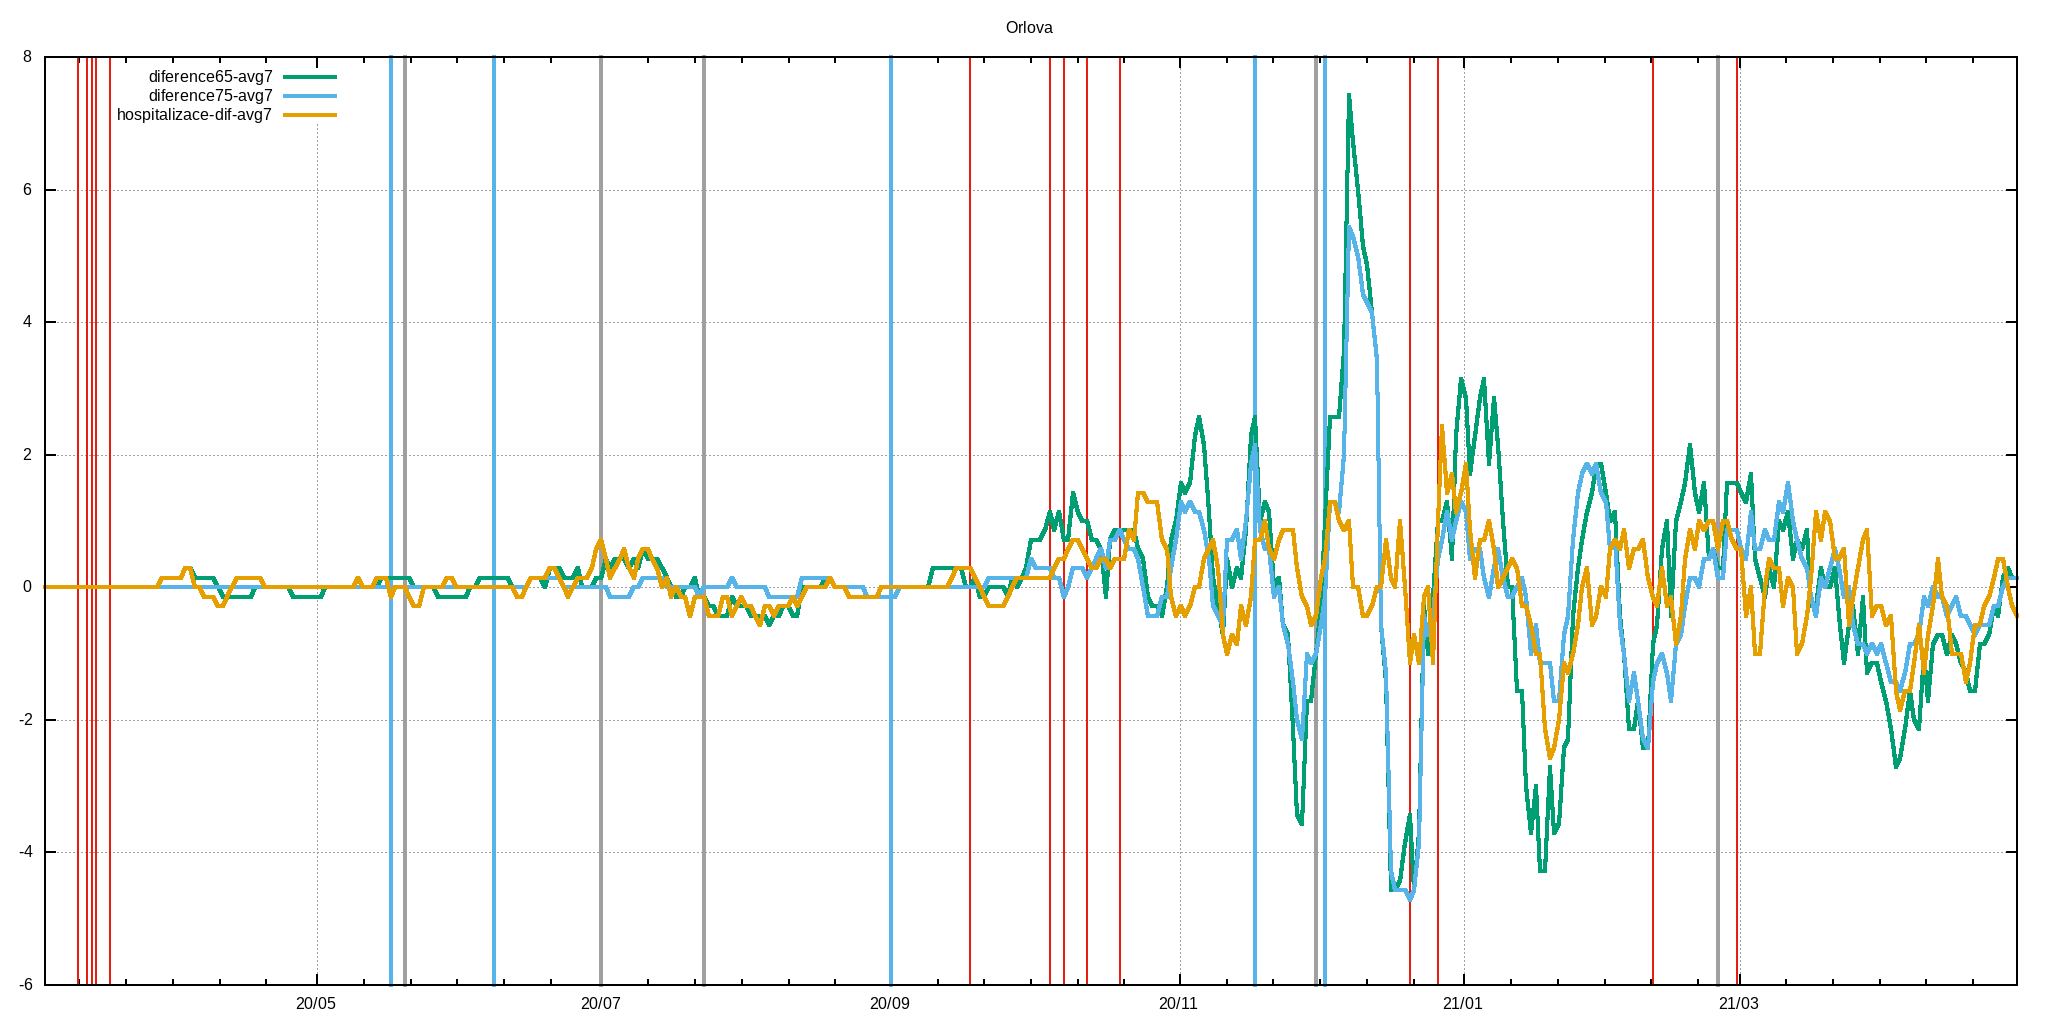 Orlova
8
diference65-avg7
diference75-avg7
hospitalizace-dif-avg7
6
4
2
0
-2
-4
-6
20/05 20/07 20/09 20/11 21/01 21/03